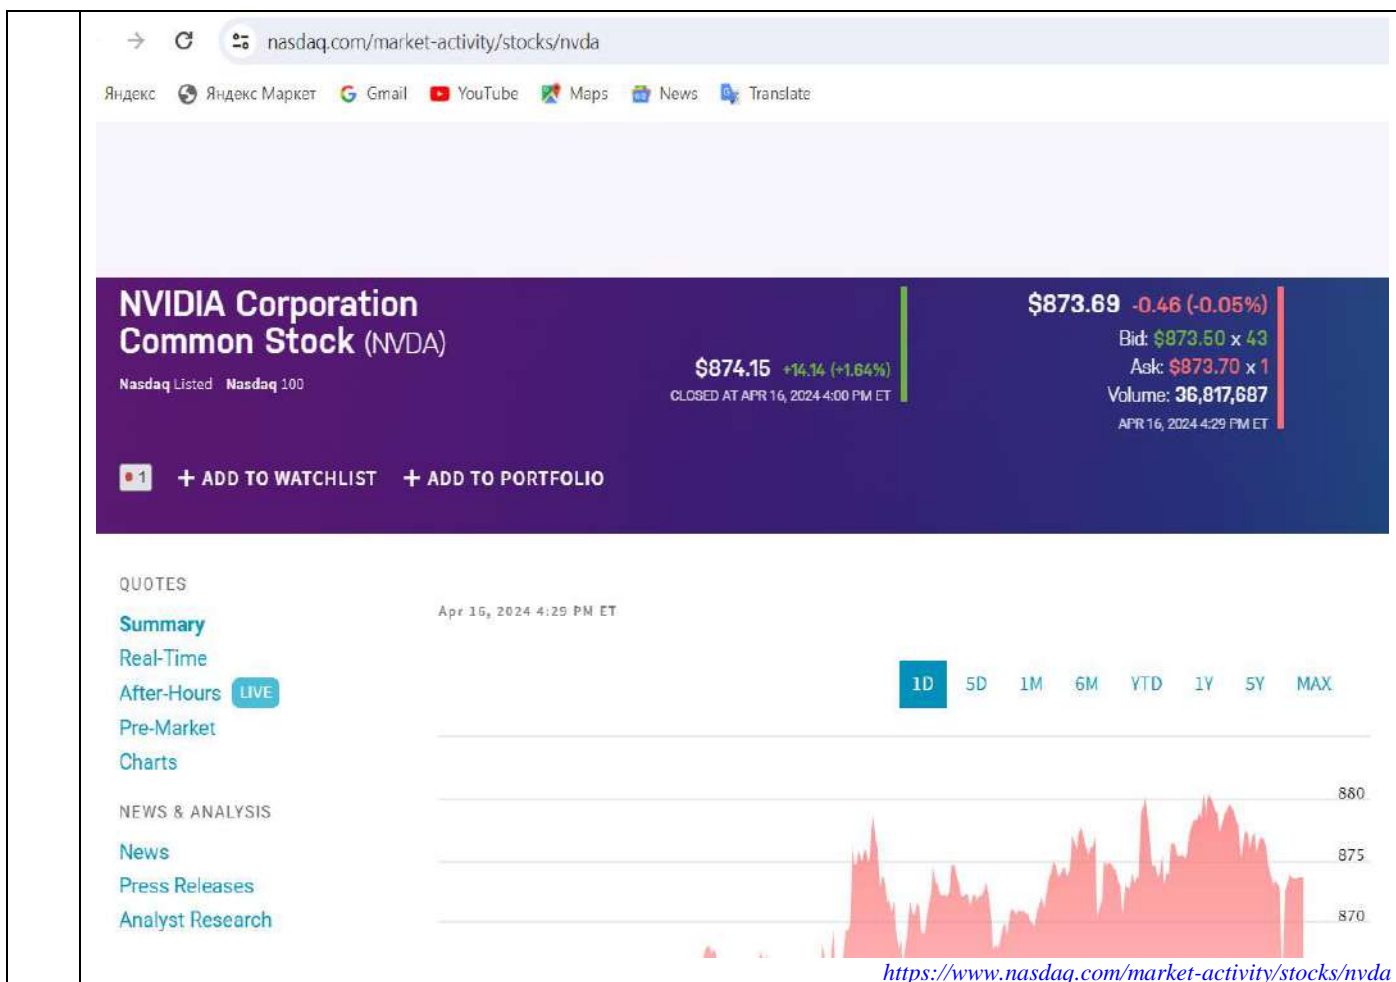 nasdaq.com/market-activity/stocks/nvda
Яндекс Яндекс Маркет Gmail YouTube Maps News Translate
NVIDIA Corporation
Common Stock (NVDA)
Nasdaq Listed Nasdaq 100
$874.15 +14.14 (+1.64%)
CLOSED AT APR 16, 2024 4:00 PM ET
$873.69 -0.46 (-0.05%)
Bid: $873.50 x 43
Ask: $873.70 x 1
Volume: 36,817,687
APR 16, 2024 4:29 PM ET
1 + ADD TO WATCHLIST + ADD TO PORTFOLIO
QUOTES
Summary
Real-Time
After-Hours LIVE
Pre-Market
Charts
NEWS & ANALYSIS
News
Press Releases
Analyst Research
Apr 16, 2024 4:29 PM ET
1D 5D 1M 6M YTD 1Y 5Y MAX
880
875
870
https://www.nasdaq.com/market-activity/stocks/nvda